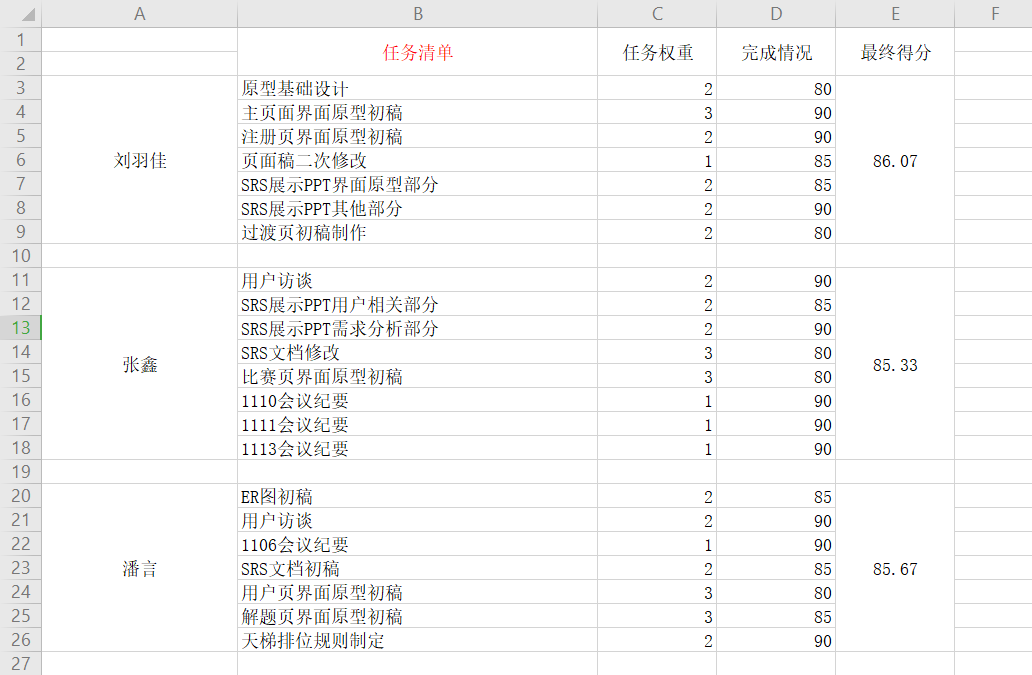 A B C D E F
1
任务清单 任务权重 完成情况 最终得分
2
3 原型基础设计 2 80
4 主页面界面原型初稿 3 90
5 注册页界面原型初稿 2 90
6 刘羽佳 页面稿二次修改 1 85 86.07
7 SRS展示PPT界面原型部分 2 85
8 SRS展示PPT其他部分 2 90
9 过渡页初稿制作 2 80
10
11 用户访谈 2 90
12 SRS展示PPT用户相关部分 2 85
13 SRS展示PPT需求分析部分 2 90
14 SRS文档修改 3 80
张鑫 85.33
15 比赛页界面原型初稿 3 80
16 1110会议纪要 1 90
17 1111会议纪要 1 90
18 1113会议纪要 1 90
19
20 ER图初稿 2 85
21 用户访谈 2 90
22 1106会议纪要 1 90
23 潘言 SRS文档初稿 2 85 85.67
24 用户页界面原型初稿 3 80
25 解题页界面原型初稿 3 85
26 天梯排位规则制定 2 90
27